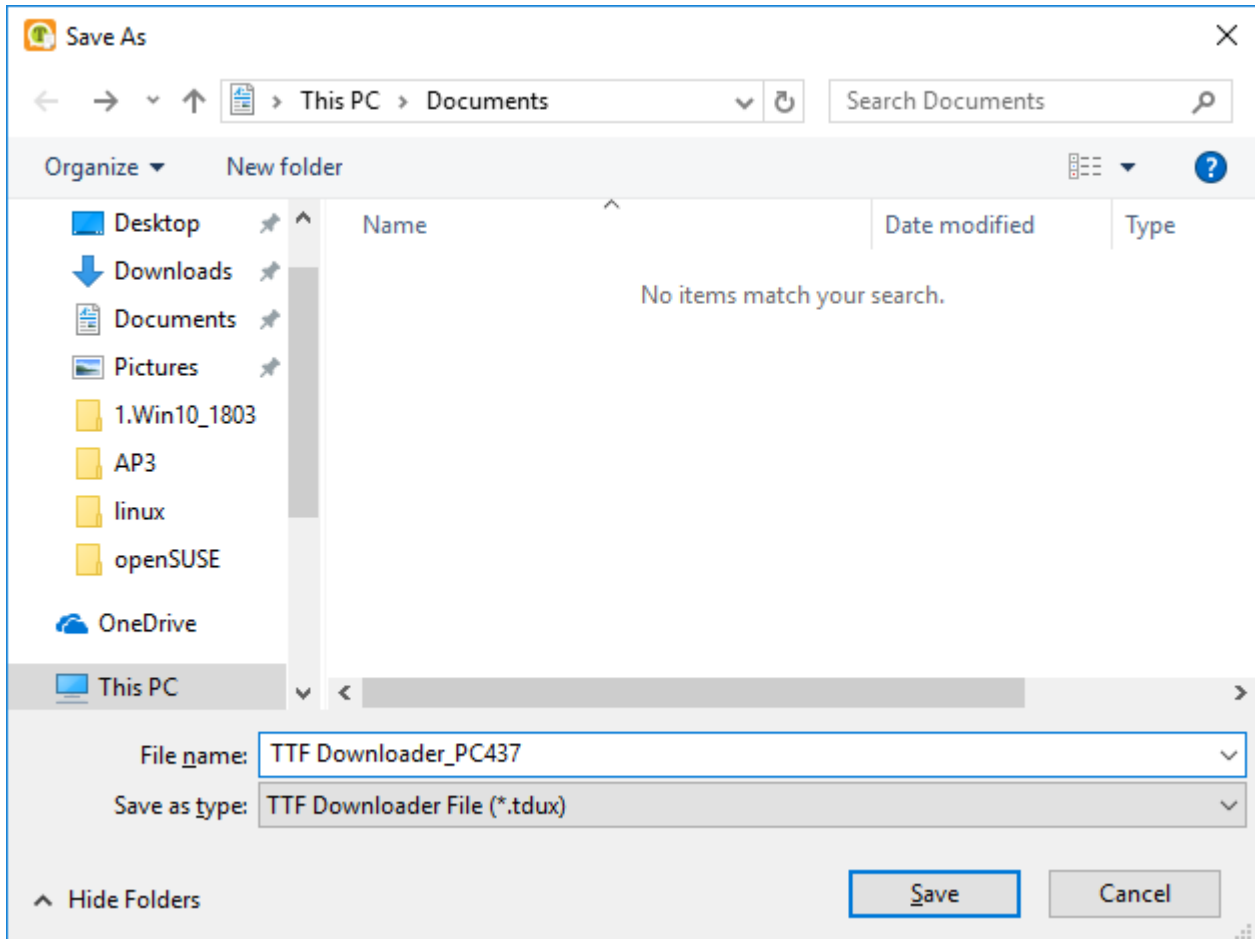 Save As
This PC > Documents
Search Documents
Organize
New folder
Name
Date modified
Type
Desktop
Downloads
Documents
Pictures
1.Win10_1803
AP3
linux
openSUSE
OneDrive
This PC
No items match your search.
File name: TTF Downloader_PC437
Save as type: TTF Downloader File (*.tdux)
Hide Folders
Save
Cancel